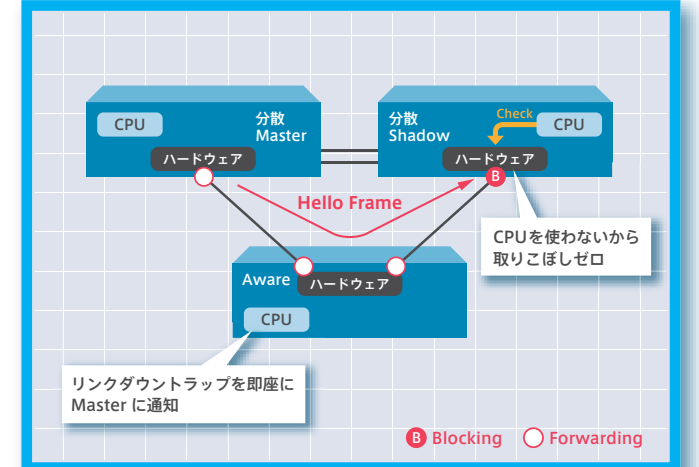 CPU
分散
Master
ハードウェア
分散
Shadow
Check
CPU
ハードウェア
B
Hello Frame
CPUを使わないから
取りこぼしゼロ
Aware
ハードウェア
CPU
リンクダウントラップを即座に
Master に通知
B Blocking
Forwarding